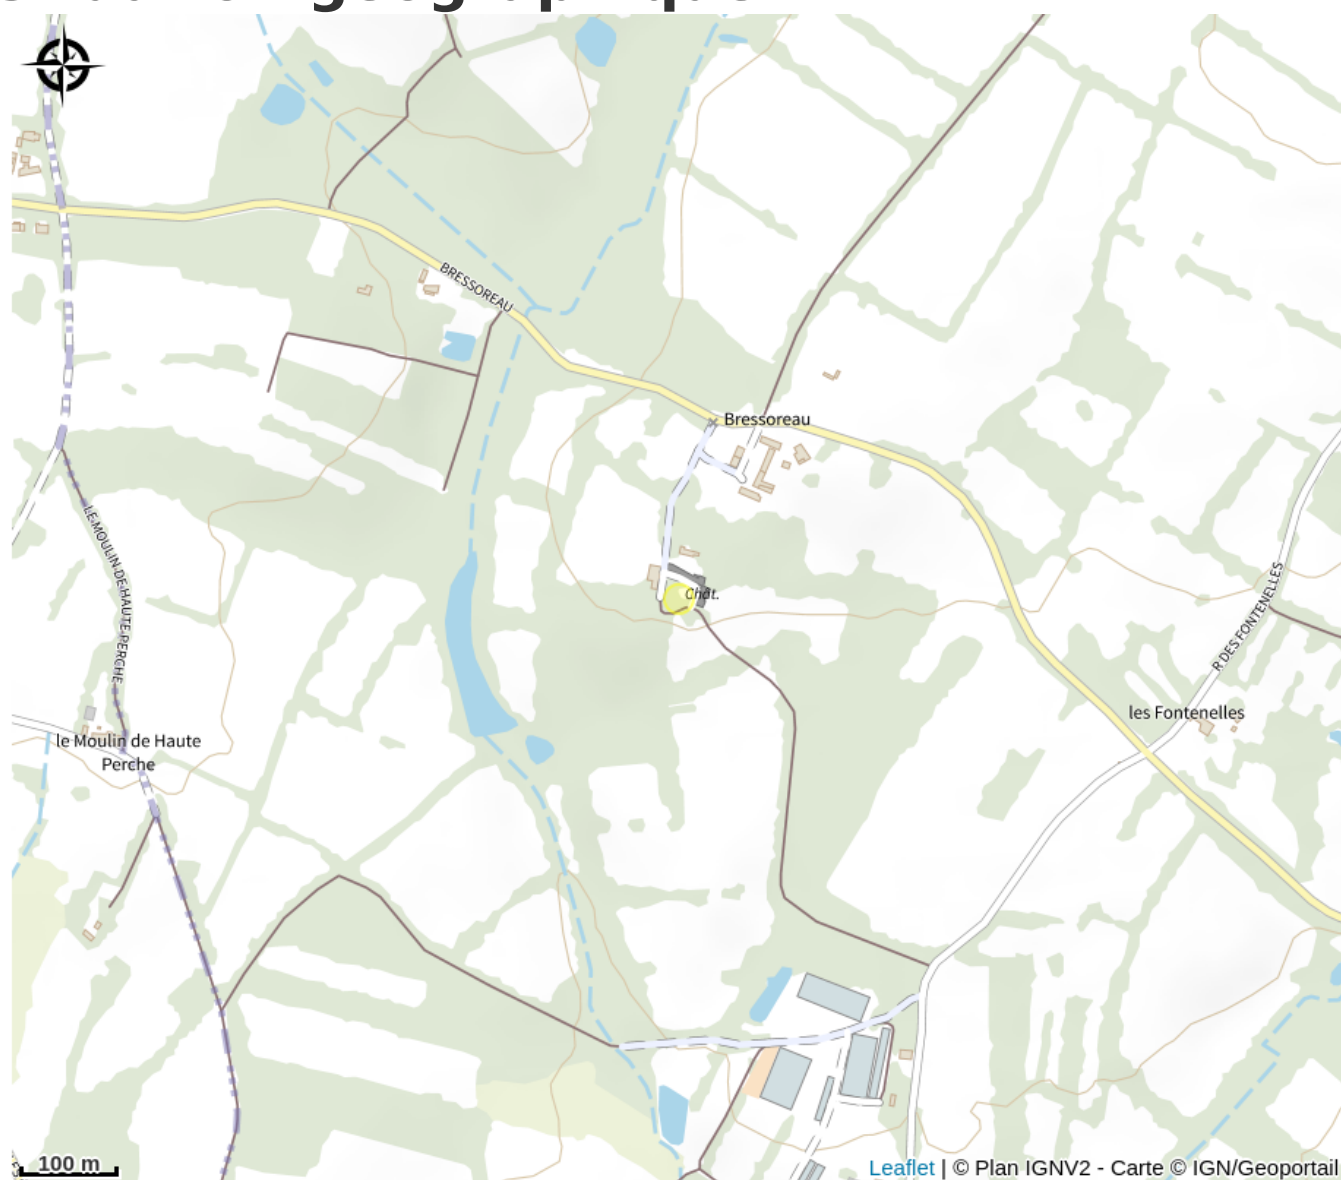 BRESSOREAU
Bressoreau
LE MOULIN DE HAUTE PERCHE
Chât.
R DES FONTENELLES
les Fontenelles
le Moulin de Haute
Perche
100 m
Leaflet | © Plan IGNV2 - Carte © IGN/Geoportail